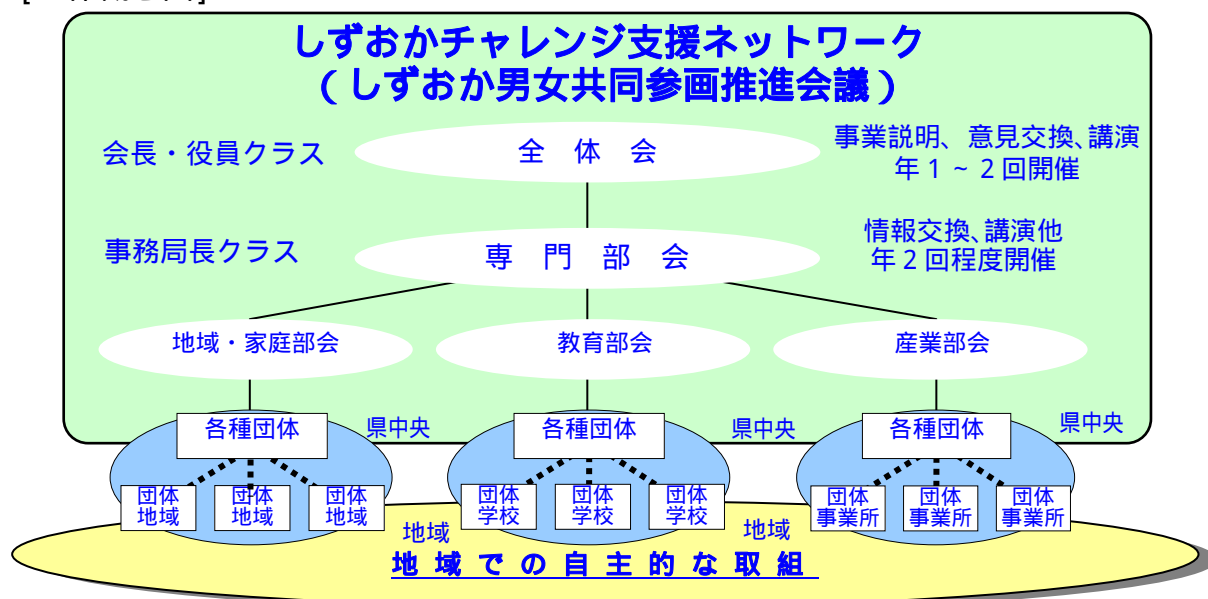 しずおかチャレンジ支援ネットワーク
（しずおか男女共同参画推進会議）
会長・役員クラス
全体会
事業説明、意見交換、講演
年1~2回開催
事務局長クラス
専門部会
情報交換、講演他
年2回程度開催
地域・家庭部会
教育部会
産業部会
各種団体
県中央
各種団体
県中央
各種団体
県中央
団体
地域
団体
地域
団体
地域
団体
学校
団体
学校
団体
学校
団体
事業所
団体
事業所
団体
事業所
地域
地域
地域での自主的な取組